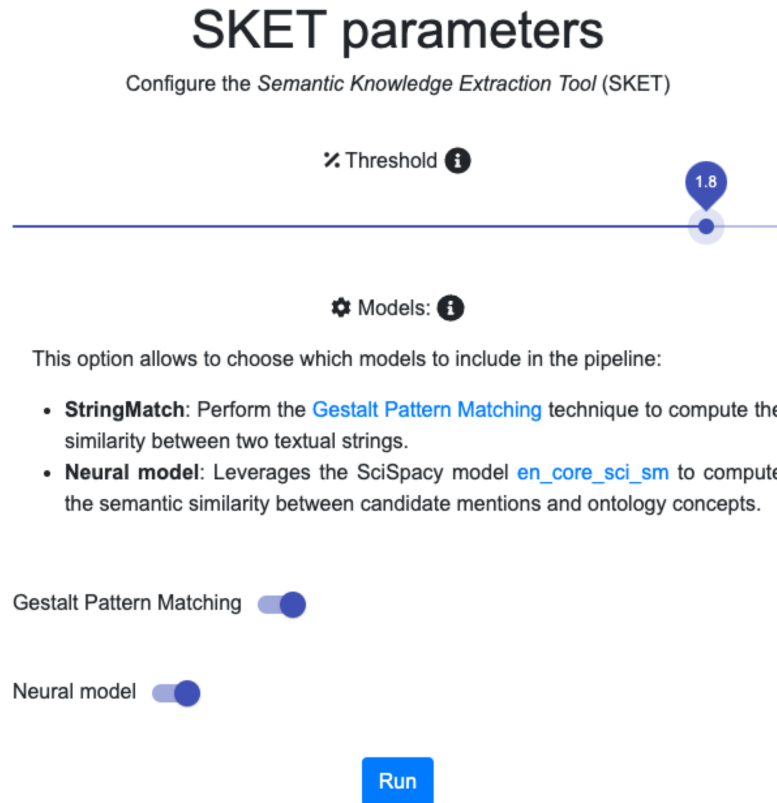 SKET parameters
Configure the Semantic Knowledge Extraction Tool (SKET)
Threshold
1.8
Models:
This option allows to choose which models to include in the pipeline:
StringMatch: Perform the Gestalt Pattern Matching technique to compute the
similarity between two textual strings.
Neural model: Leverages the SciSpacy model en_core_sci_sm to compute
the semantic similarity between candidate mentions and ontology concepts.
Gestalt Pattern Matching
Neural model
Run